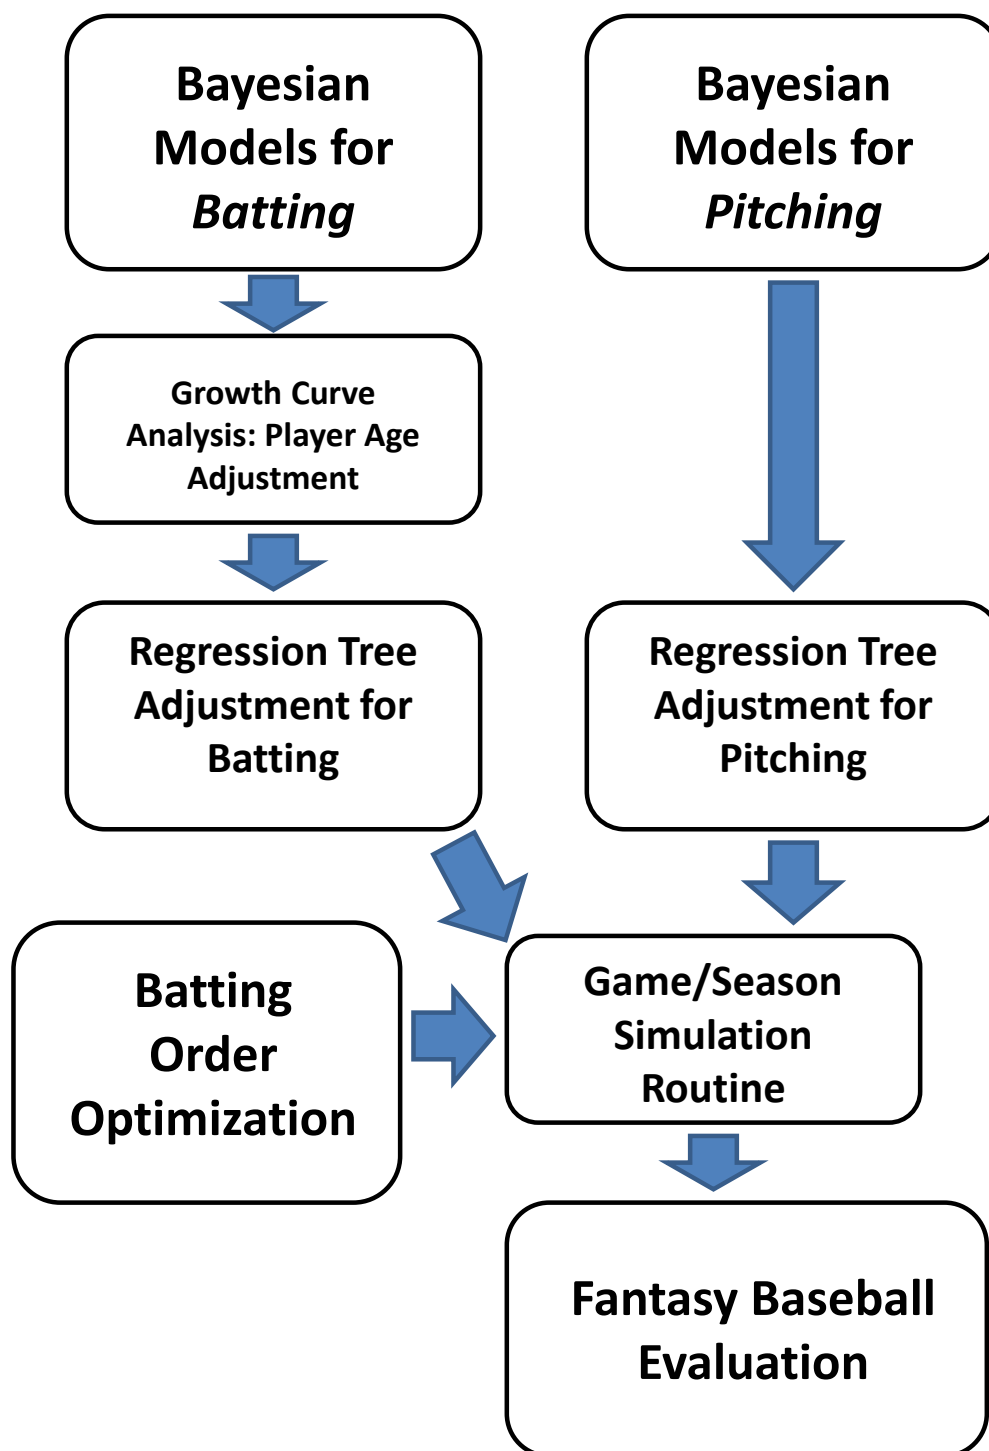 Bayesian
Models for
Batting
Bayesian
Models for
Pitching
Growth Curve
Analysis: Player Age
Adjustment
Regression Tree
Adjustment for
Batting
Regression Tree
Adjustment for
Pitching
Batting
Order
Optimization
Game/Season
Simulation
Routine
Fantasy Baseball
Evaluation